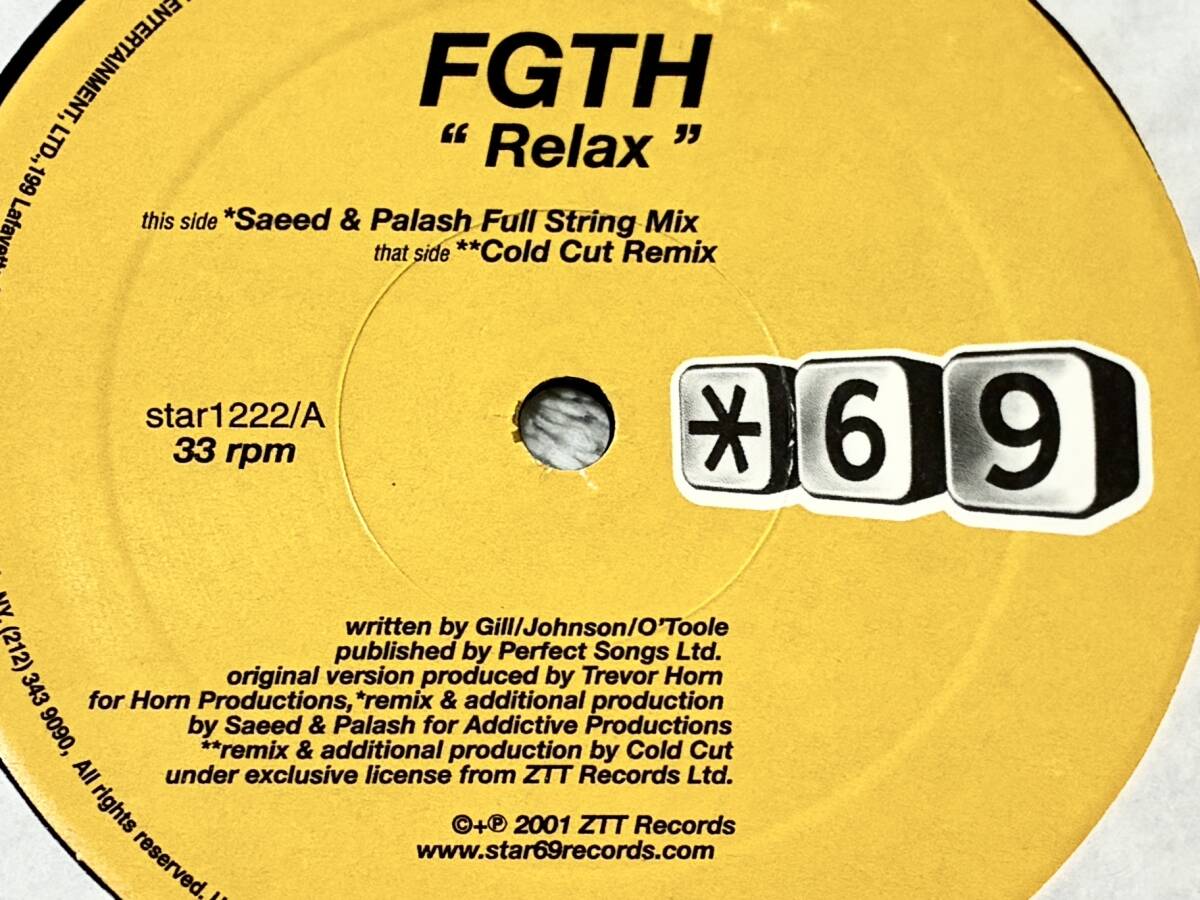 FGTH
“ Relax ”
this side *Saeed & Palash Full String Mix
that side **Cold Cut Remix
star1222/A
33 rpm
*69
written by Gill/Johnson/O'Toole
published by Perfect Songs Ltd.
original version produced by Trevor Horn
for Horn Productions, *remix & additional production
by Saeed & Palash for Addictive Productions
**remix & additional production by Cold Cut
under exclusive license from ZTT Records Ltd.
©+℗ 2001 ZTT Records
www.star69records.com
ENTERTAINMENT, LTD., 199
NY. (212) 343 9090, All rights reserved.